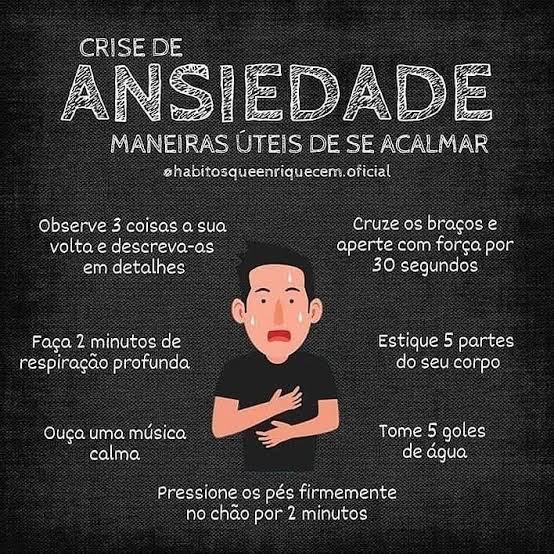 CRISE DE
ANSIEDADE
MANEIRAS ÚTEIS DE SE ACALMAR
@habitosqueenriquecem.oficial
Observe 3 coisas a sua
volta e descreva-as
em detalhes
Cruze os braços e
aperte com força por
30 segundos
Faça 2 minutos de
respiração profunda
Estique 5 partes
do seu corpo
Ouça uma música
calma
Tome 5 goles
de água
Pressione os pés firmemente
no chão por 2 minutos